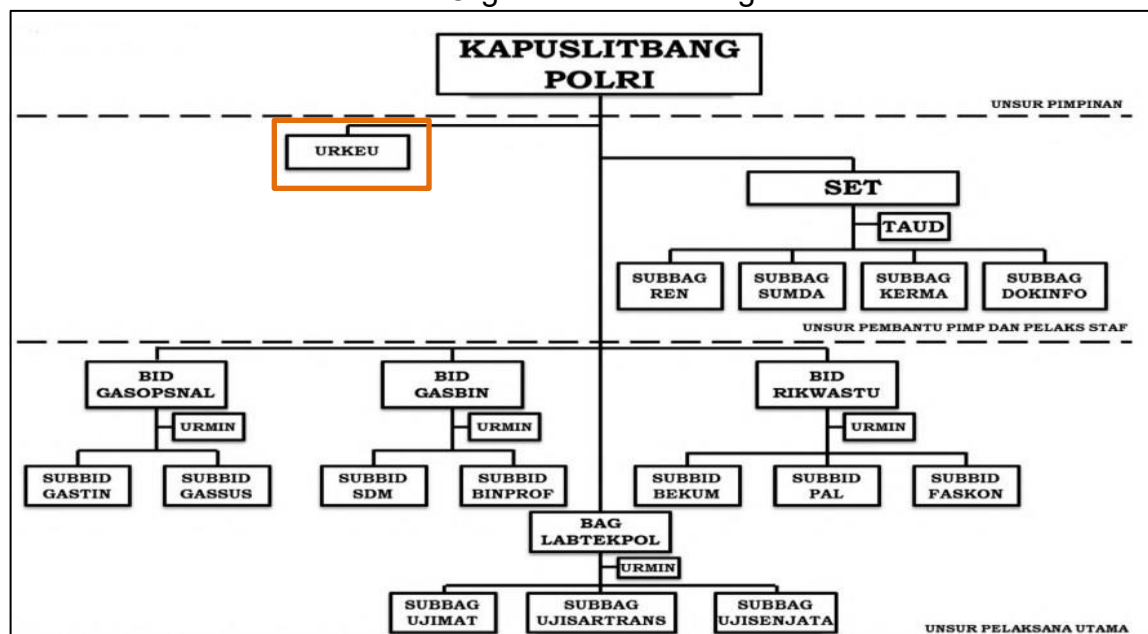 KAPUSLITBANG
POLRI
UNSUR PIMPINAN
URKEU
SET
TAUD
SUBBAG
REN
SUBBAG
SUMDA
SUBBAG
KERMA
SUBBAG
DOKINFO
UNSUR PEMBANTU PIMP DAN PELAKS STAF
BID
GASOPSNAL
BID
GASBIN
BID
RIKWASTU
URMIN
URMIN
URMIN
SUBBID
GASTIN
SUBBID
GASSUS
SUBBID
SDM
SUBBID
BINPROF
SUBBID
BEKUM
SUBBID
PAL
SUBBID
FASKON
BAG
LABTEKPOL
URMIN
SUBBAG
UJIMAT
SUBBAG
UJISARTRANS
SUBBAG
UJISENJATA
UNSUR PELAKSANA UTAMA